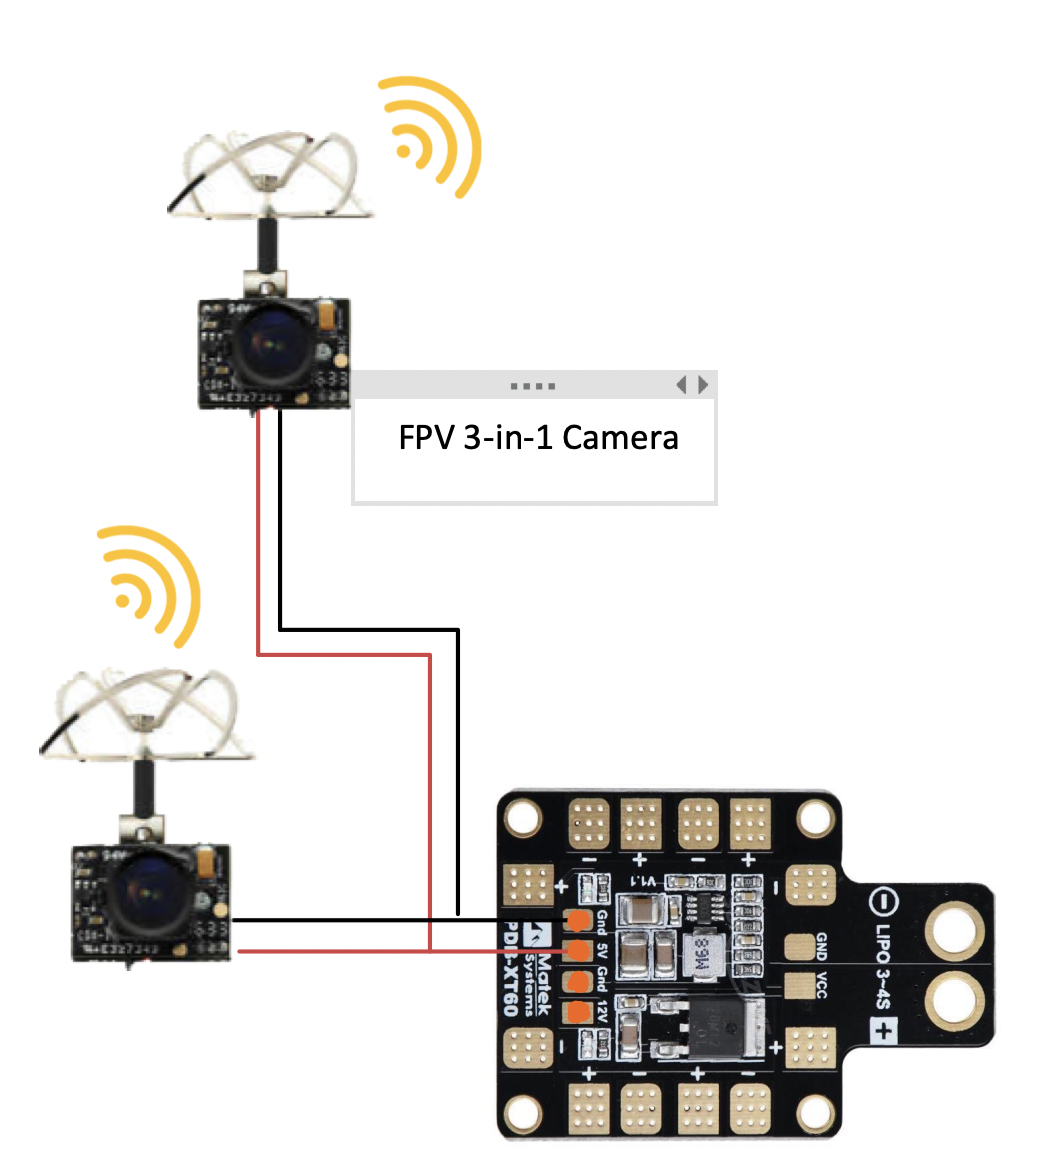 FPV 3-in-1 Camera
- + - +
+
V1.1
-
Gnd
5V
Gnd
12V
Matek
Systems
PDB-XT60
GND
VCC
LIPO 3~4S
+
-
+
+ - + -